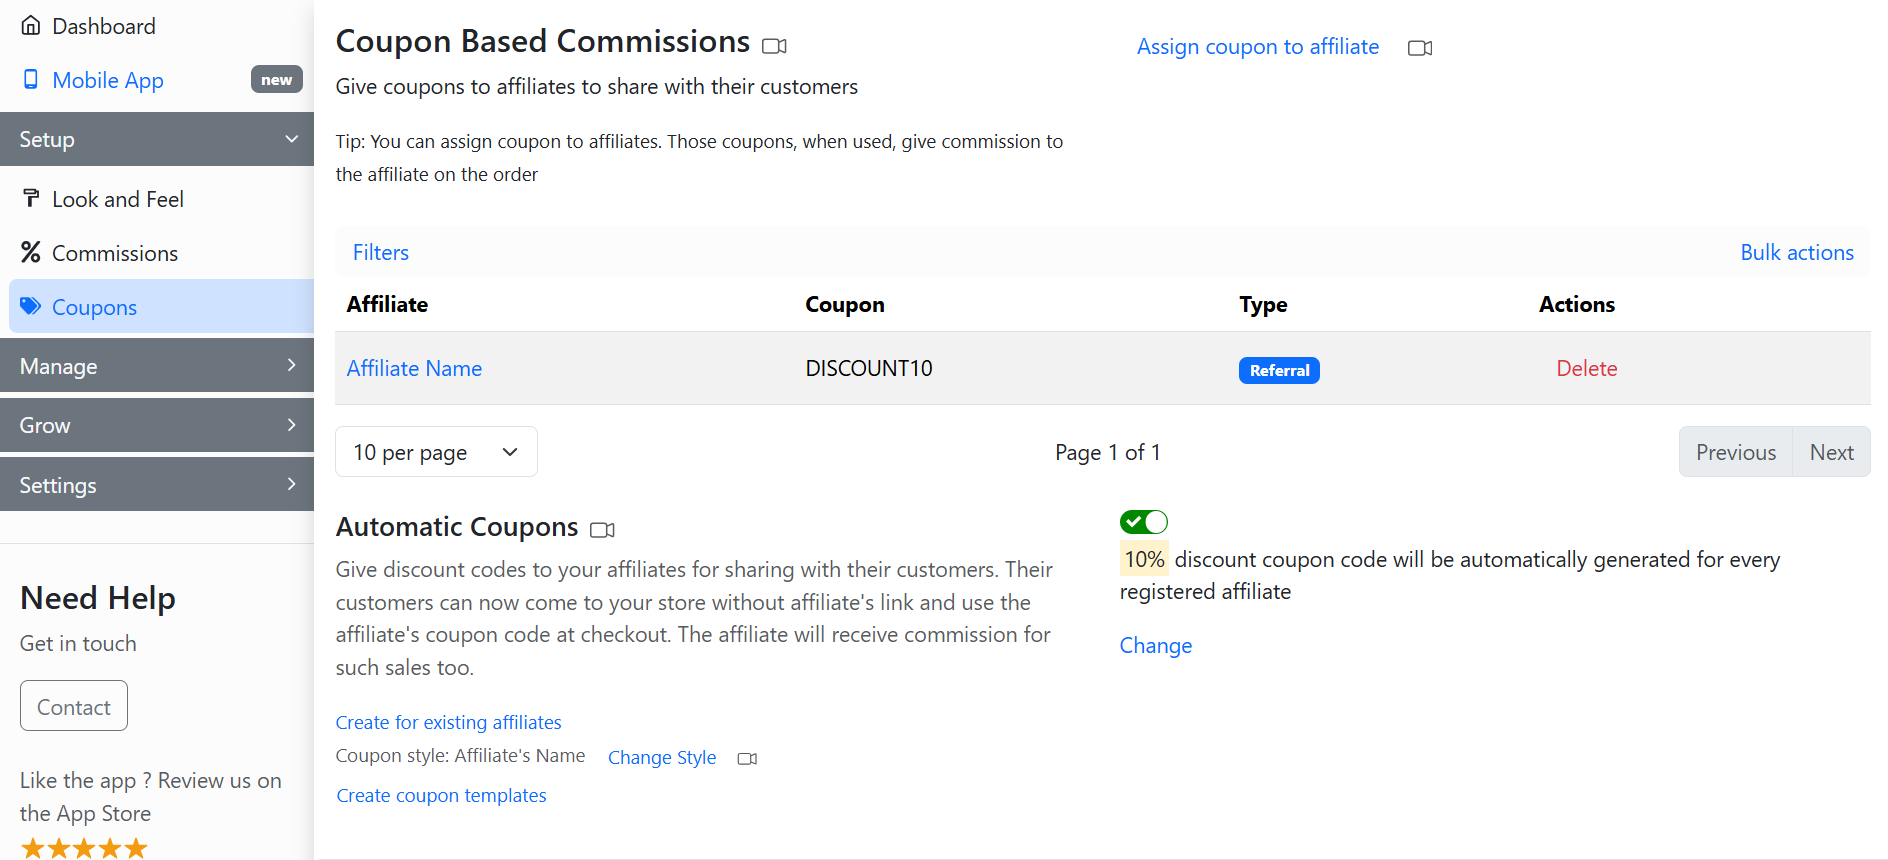 Dashboard
Mobile App
new
Setup
Look and Feel
Commissions
Coupons
Manage
Grow
Settings
Need Help
Get in touch
Contact
Like the app ? Review us on
the App Store
Coupon Based Commissions
Assign coupon to affiliate
Give coupons to affiliates to share with their customers
Tip: You can assign coupon to affiliates. Those coupons, when used, give commission to
the affiliate on the order
Filters
Bulk actions
Affiliate Coupon Type Actions
Affiliate Name DISCOUNT10 Referral Delete
10 per page
Page 1 of 1
Previous Next
Automatic Coupons
Give discount codes to your affiliates for sharing with their customers. Their
customers can now come to your store without affiliate's link and use the
affiliate's coupon code at checkout. The affiliate will receive commission for
such sales too.
Create for existing affiliates
Coupon style: Affiliate's Name Change Style
Create coupon templates
10% discount coupon code will be automatically generated for every
registered affiliate
Change